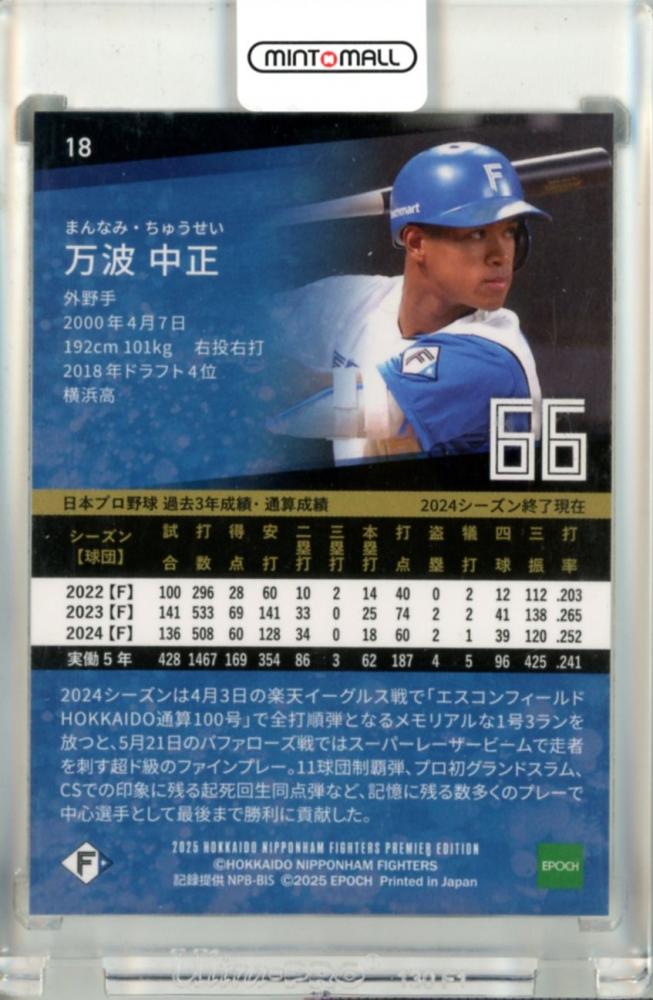 MINT MALL
18
F
まんなみ・ちゅうせい
万波 中正
外野手
2000年4月7日
192cm 101kg 右投右打
2018年ドラフト4位
横浜高
66
日本プロ野球 過去3年成績・通算成績 2024シーズン終了現在
シーズン【球団】 試合 打数 得点 安打 二塁打 三塁打 本塁打 打点 盗塁 犠打 四球 三振 打率
2022【F】 100 296 28 60 10 2 14 40 0 2 12 112 .203
2023【F】 141 533 69 141 33 0 25 74 2 2 41 138 .265
2024【F】 136 508 60 128 34 0 18 60 2 1 39 120 .252
実働5年 428 1467 169 354 86 3 62 187 4 5 96 425 .241
2024シーズンは4月3日の楽天イーグルス戦で「エスコンフィールド
HOKKAIDO通算100号」で全打順弾となるメモリアルな1号3ランを
放つと、5月21日のバファローズ戦ではスーパーレーザービームで走者
を刺す超ド級のファインプレー。11球団制覇弾、プロ初グランドスラム、
CSでの印象に残る起死回生同点弾など、記憶に残る数多くのプレーで
中心選手として最後まで勝利に貢献した。
F
2025 HOKKAIDO NIPPONHAM FIGHTERS PREMIER EDITION
©HOKKAIDO NIPPONHAM FIGHTERS
記録提供 NPB-BIS ©2025 EPOCH Printed in Japan
EPOCH